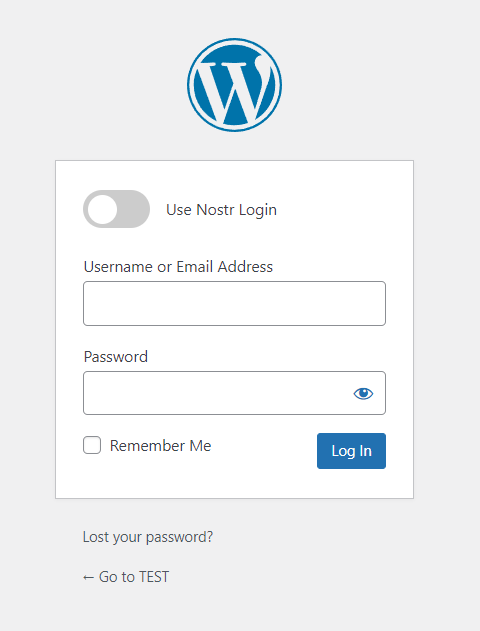 Use Nostr Login
Username or Email Address
Password
Remember Me
Log In
Lost your password?
← Go to TEST